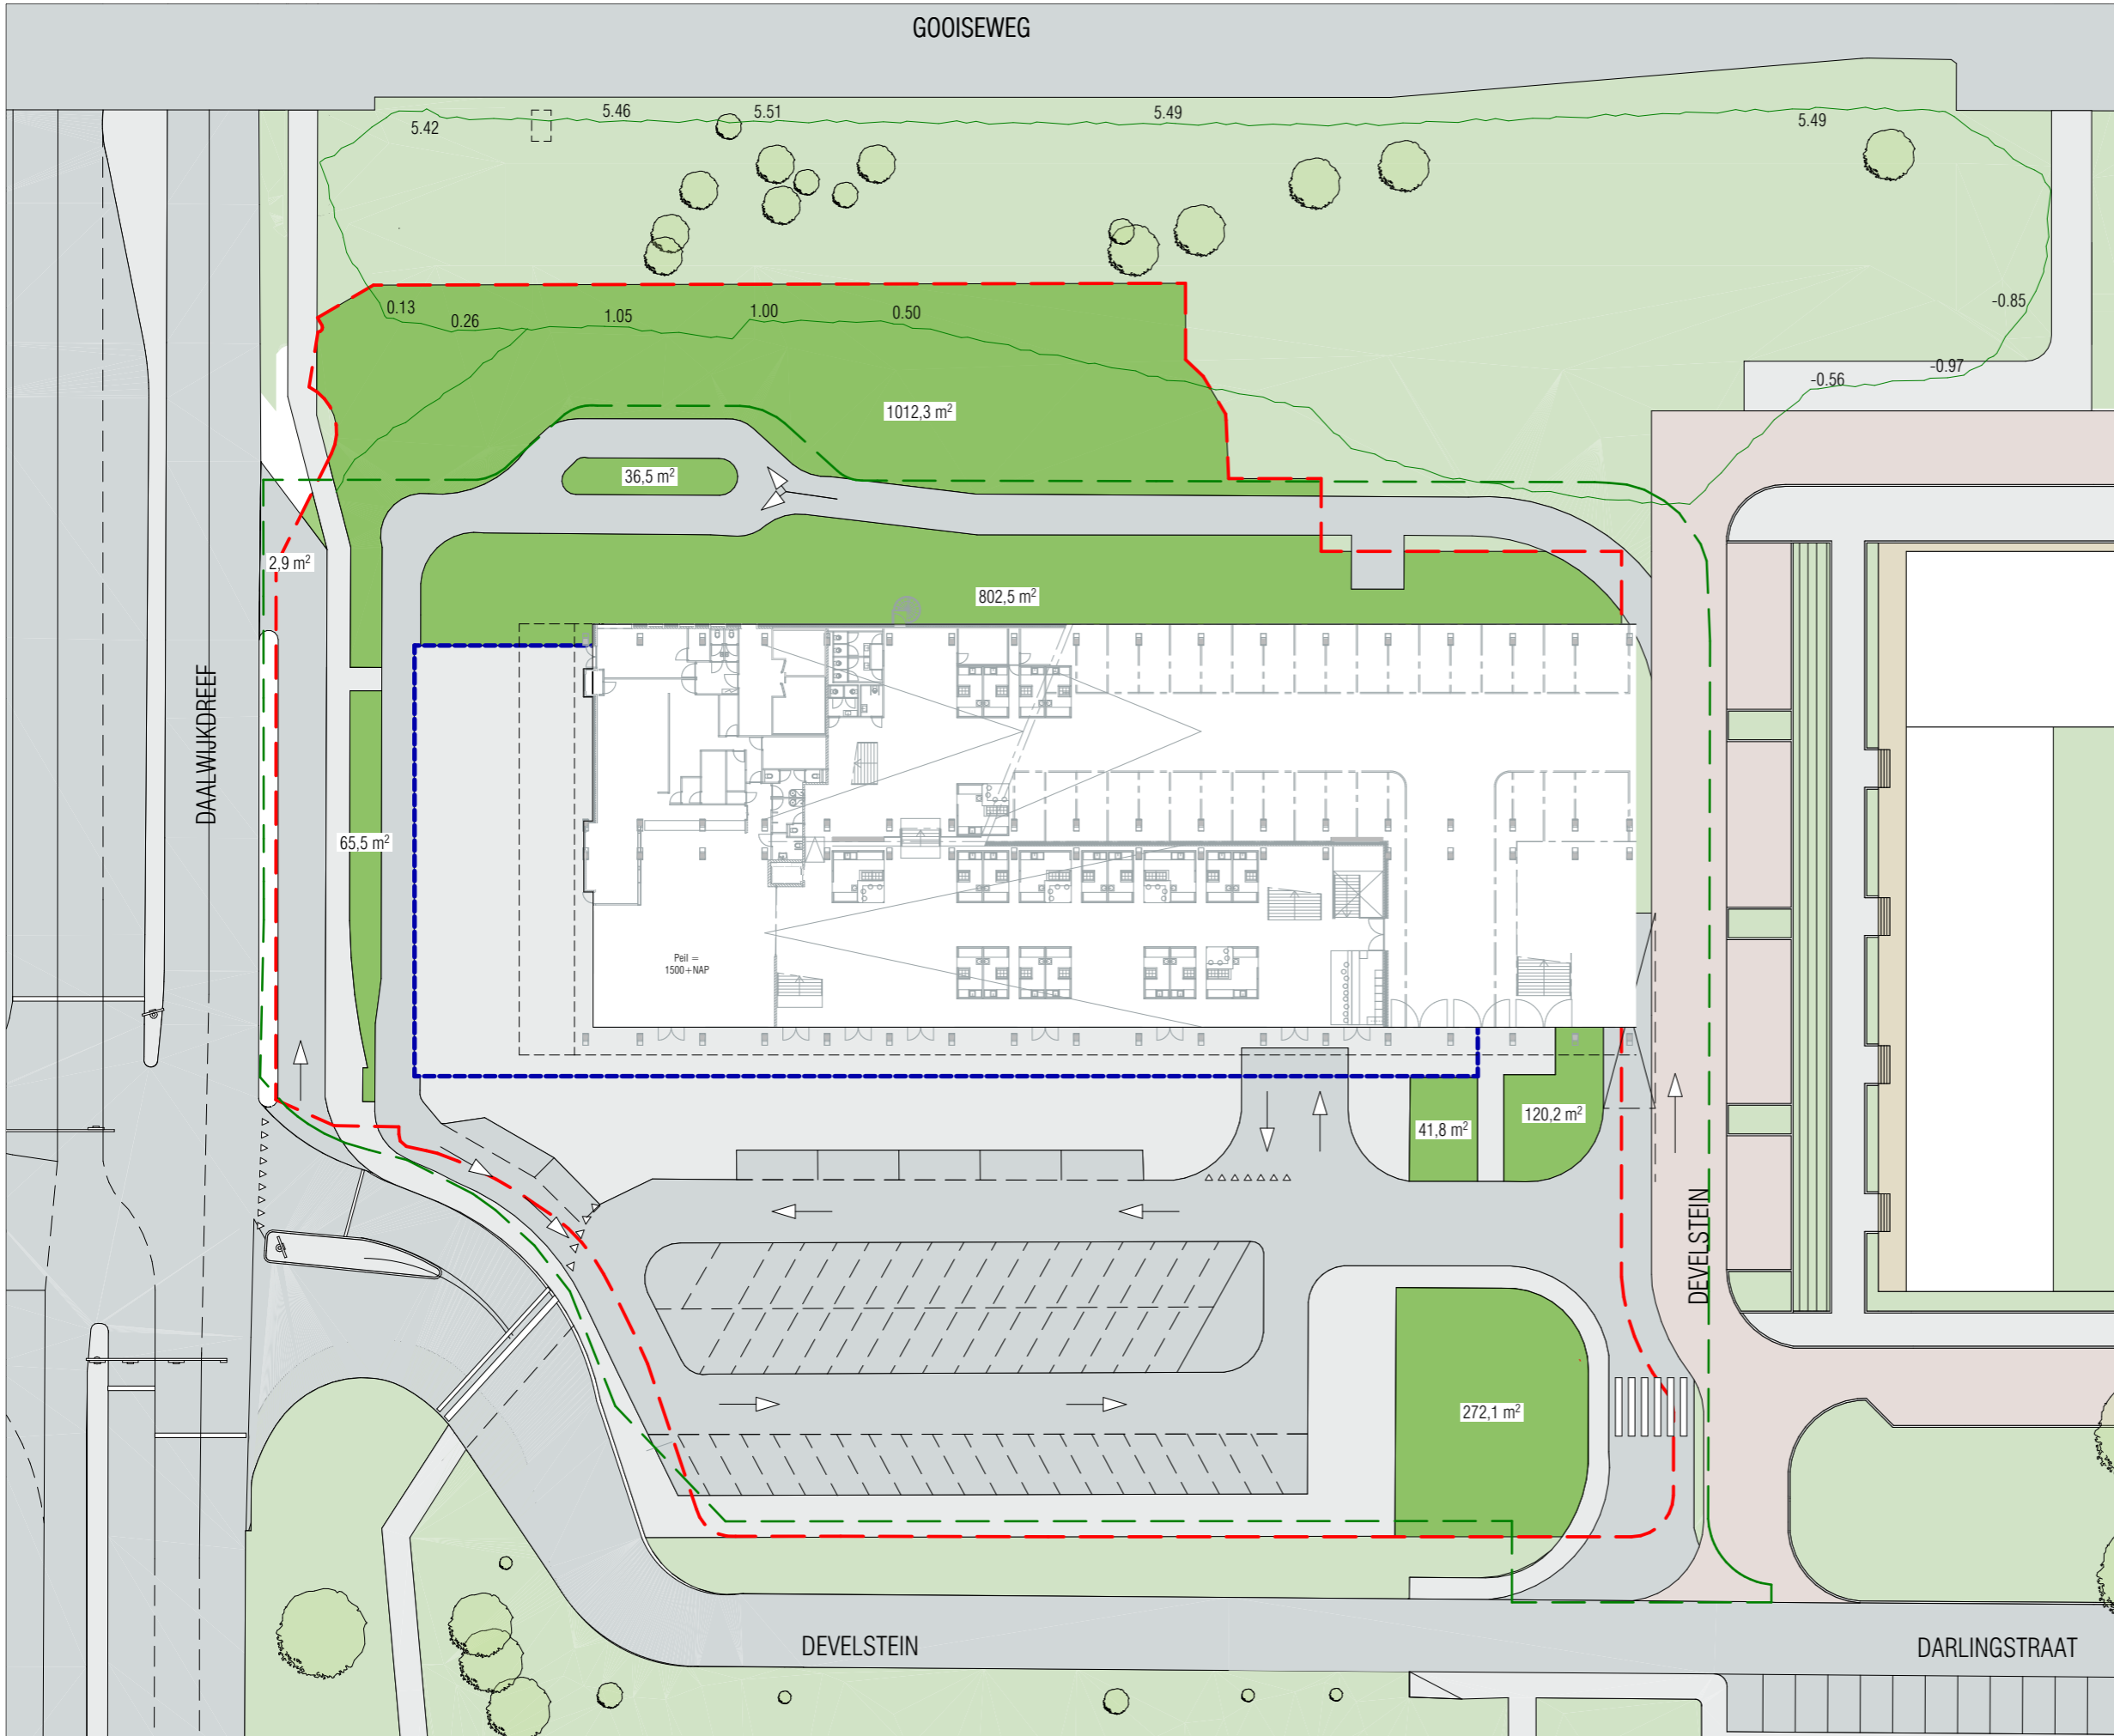 GOOISEWEG
5.42
5.46
5.51
5.49
5.49
0.13
0.26
1.05
1.00
0.50
-0.85
-0.97
-0.56
1012,3 m²
36,5 m²
2,9 m²
802,5 m²
DAALWIJKDREEF
65,5 m²
Peil =
1500+NAP
41,8 m²
120,2 m²
DEVELSTEIN
272,1 m²
DEVELSTEIN
DARLINGSTRAAT